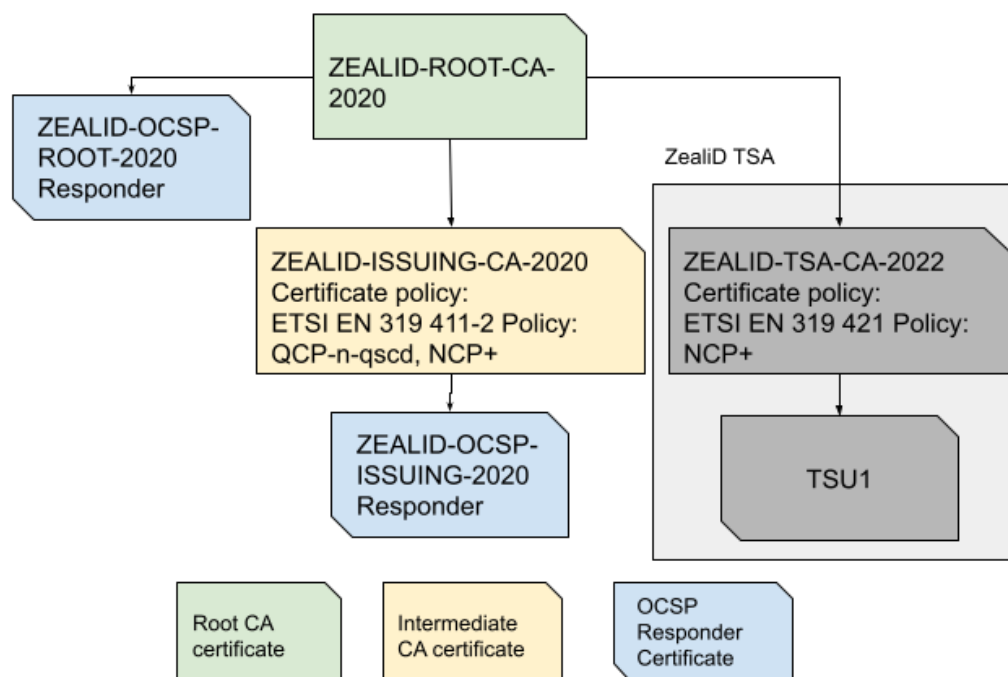 ZEALID-ROOT-CA-
2020
ZEALID-OCSP-
ROOT-2020
Responder
ZealiD TSA
ZEALID-ISSUING-CA-2020
Certificate policy:
ETSI EN 319 411-2 Policy:
QCP-n-qscd, NCP+
ZEALID-TSA-CA-2022
Certificate policy:
ETSI EN 319 421 Policy:
NCP+
ZEALID-OCSP-
ISSUING-2020
Responder
TSU1
Root CA
certificate
Intermediate
CA certificate
OCSP
Responder
Certificate